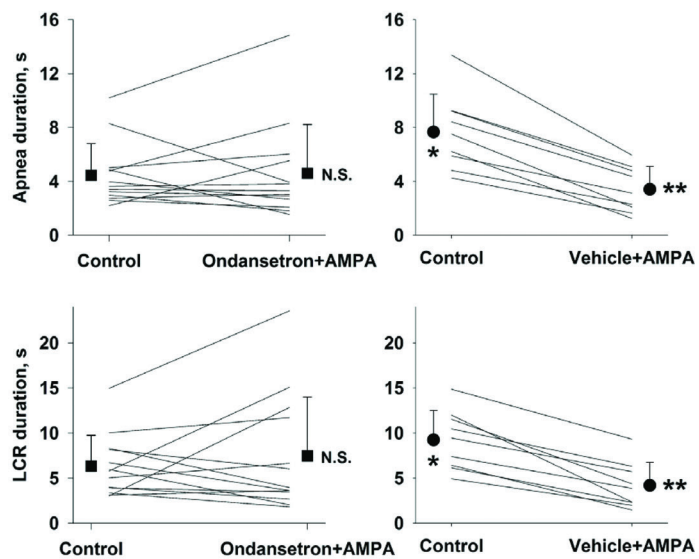 Apnea duration, s
16
12
8
4
0
N.S.
Control
Ondansetron+AMPA
16
12
8
4
0
*
**
Control
Vehicle+AMPA
LCR duration, s
20
15
10
5
0
N.S.
Control
Ondansetron+AMPA
20
15
10
5
0
*
**
Control
Vehicle+AMPA